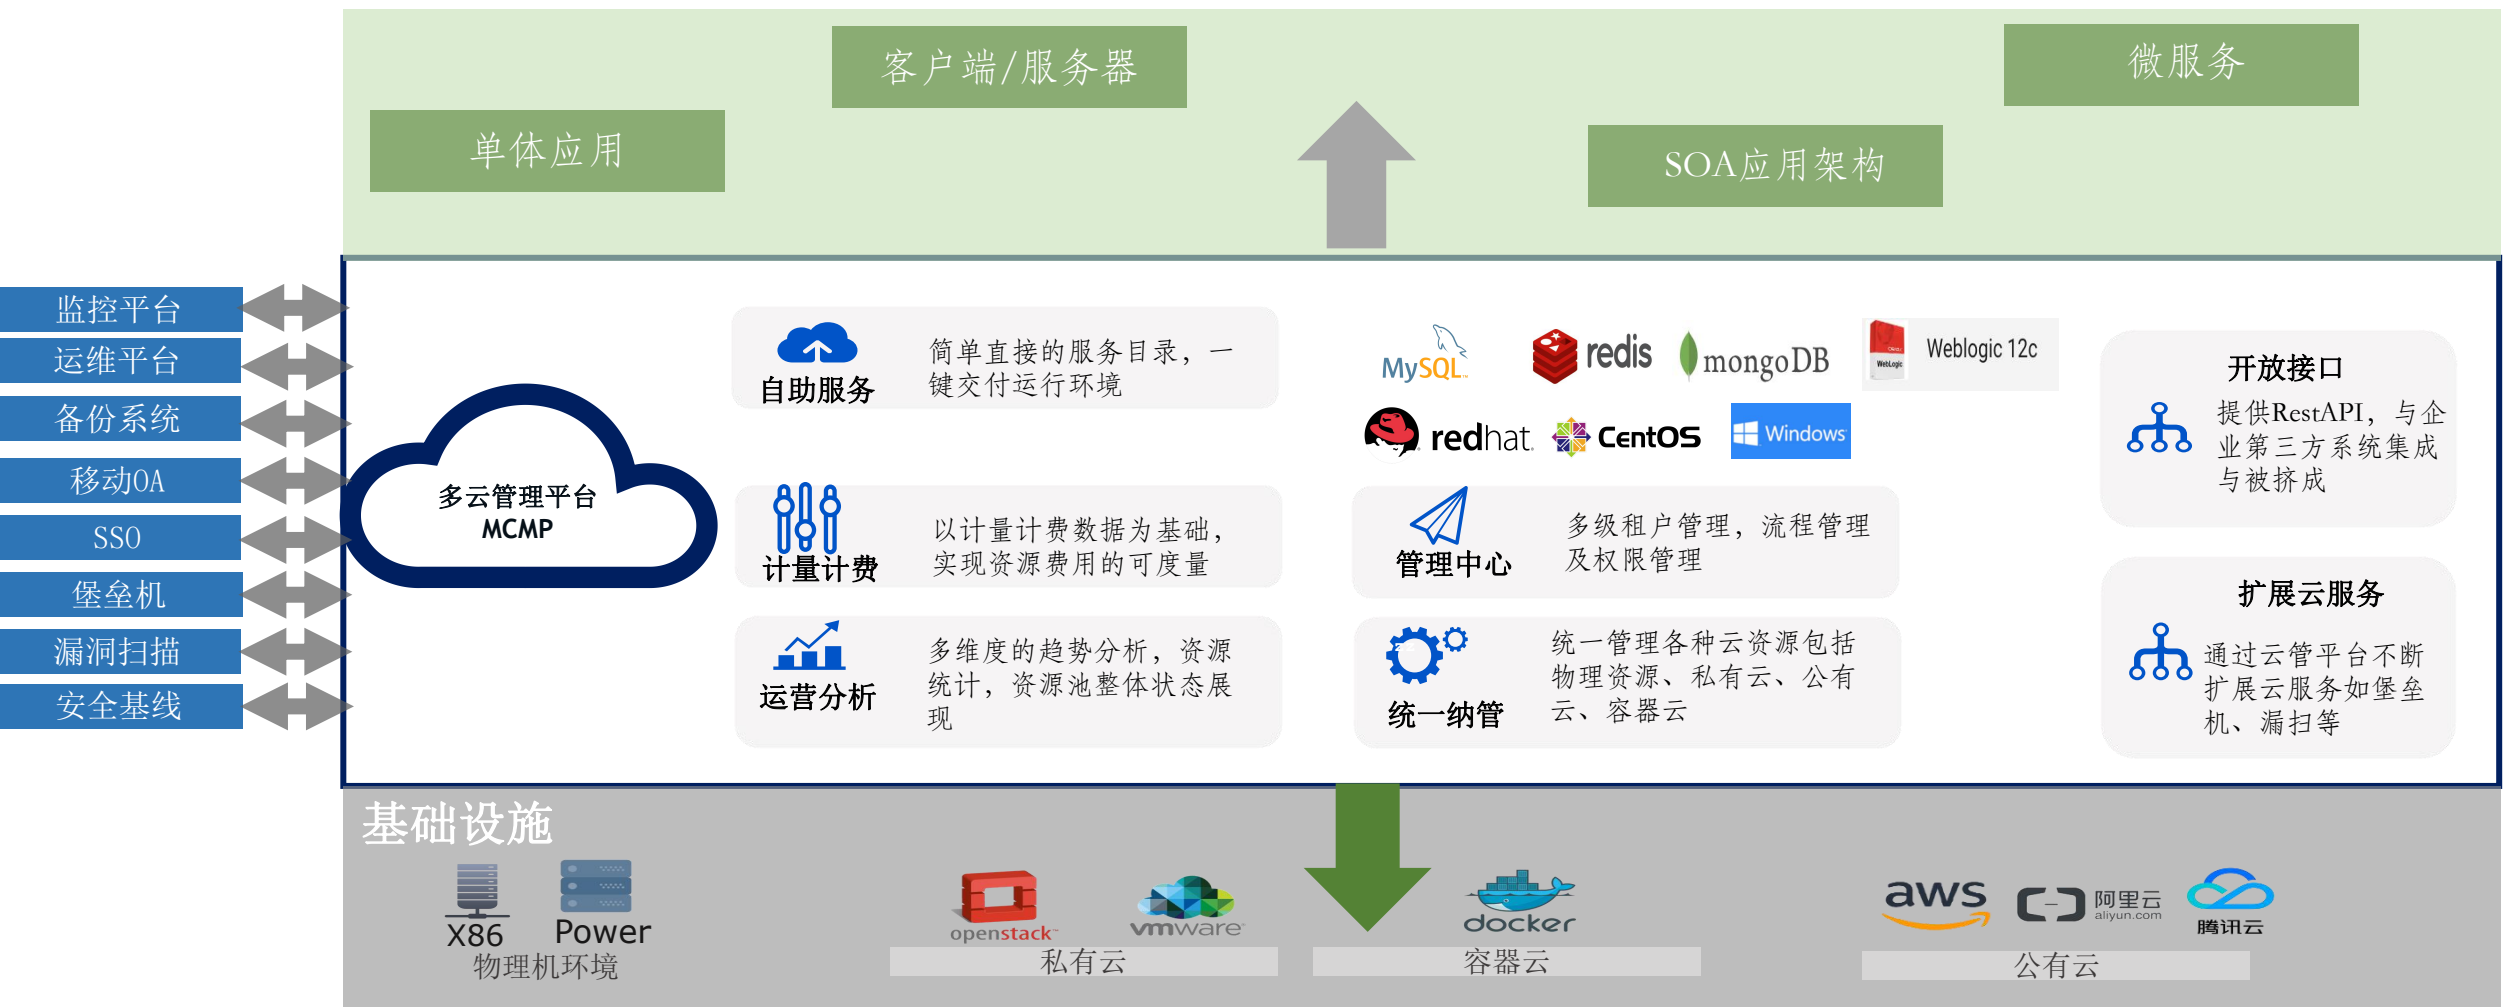 客户端/服务器
微服务
单体应用
SOA应用架构
监控平台
运维平台
备份系统
移动OA
SSO
堡垒机
漏洞扫描
安全基线
多云管理平台
MCMP
自助服务
简单直接的服务目录，一
键交付运行环境
计量计费
以计量计费数据为基础，
实现资源费用的可度量
运营分析
多维度的趋势分析，资源
统计，资源池整体状态展
现
MySQL
redis
mongoDB
WebLogic
Weblogic 12c
redhat
CentOS
Windows
管理中心
多级租户管理，流程管理
及权限管理
统一纳管
统一管理各种云资源包括
物理资源、私有云、公有
云、容器云
开放接口
提供RestAPI，与企
业第三方系统集成
与被挤成
扩展云服务
通过云管平台不断
扩展云服务如堡垒
机、漏扫等
基础设施
X86
Power
物理机环境
openstack
vmware
私有云
docker
容器云
aws
阿里云
aliyun.com
腾讯云
公有云